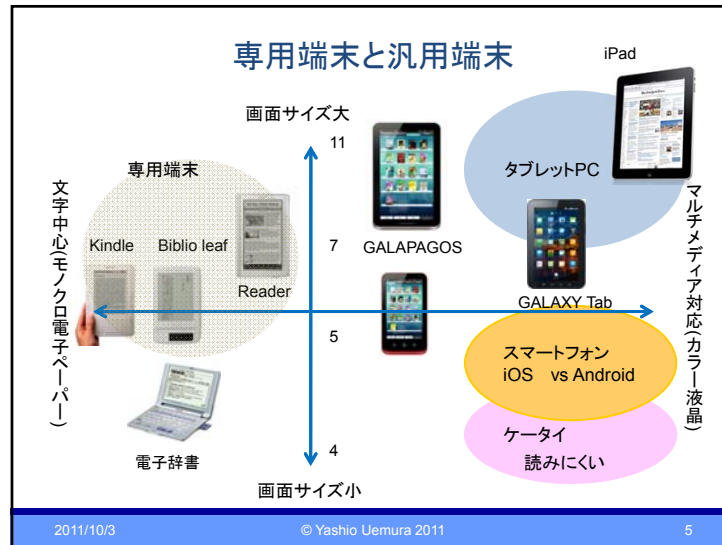 専用端末と汎用端末
iPad
画面サイズ大
11
専用端末
タブレットPC
文字中心(モノクロ電子ペーパー)
マルチメディア対応(カラー液晶)
Kindle
Biblio leaf
7
GALAPAGOS
Reader
GALAXY Tab
5
スマートフォン
iOS vs Android
ケータイ
読みにくい
電子辞書
4
画面サイズ小
2011/10/3
© Yashio Uemura 2011
5